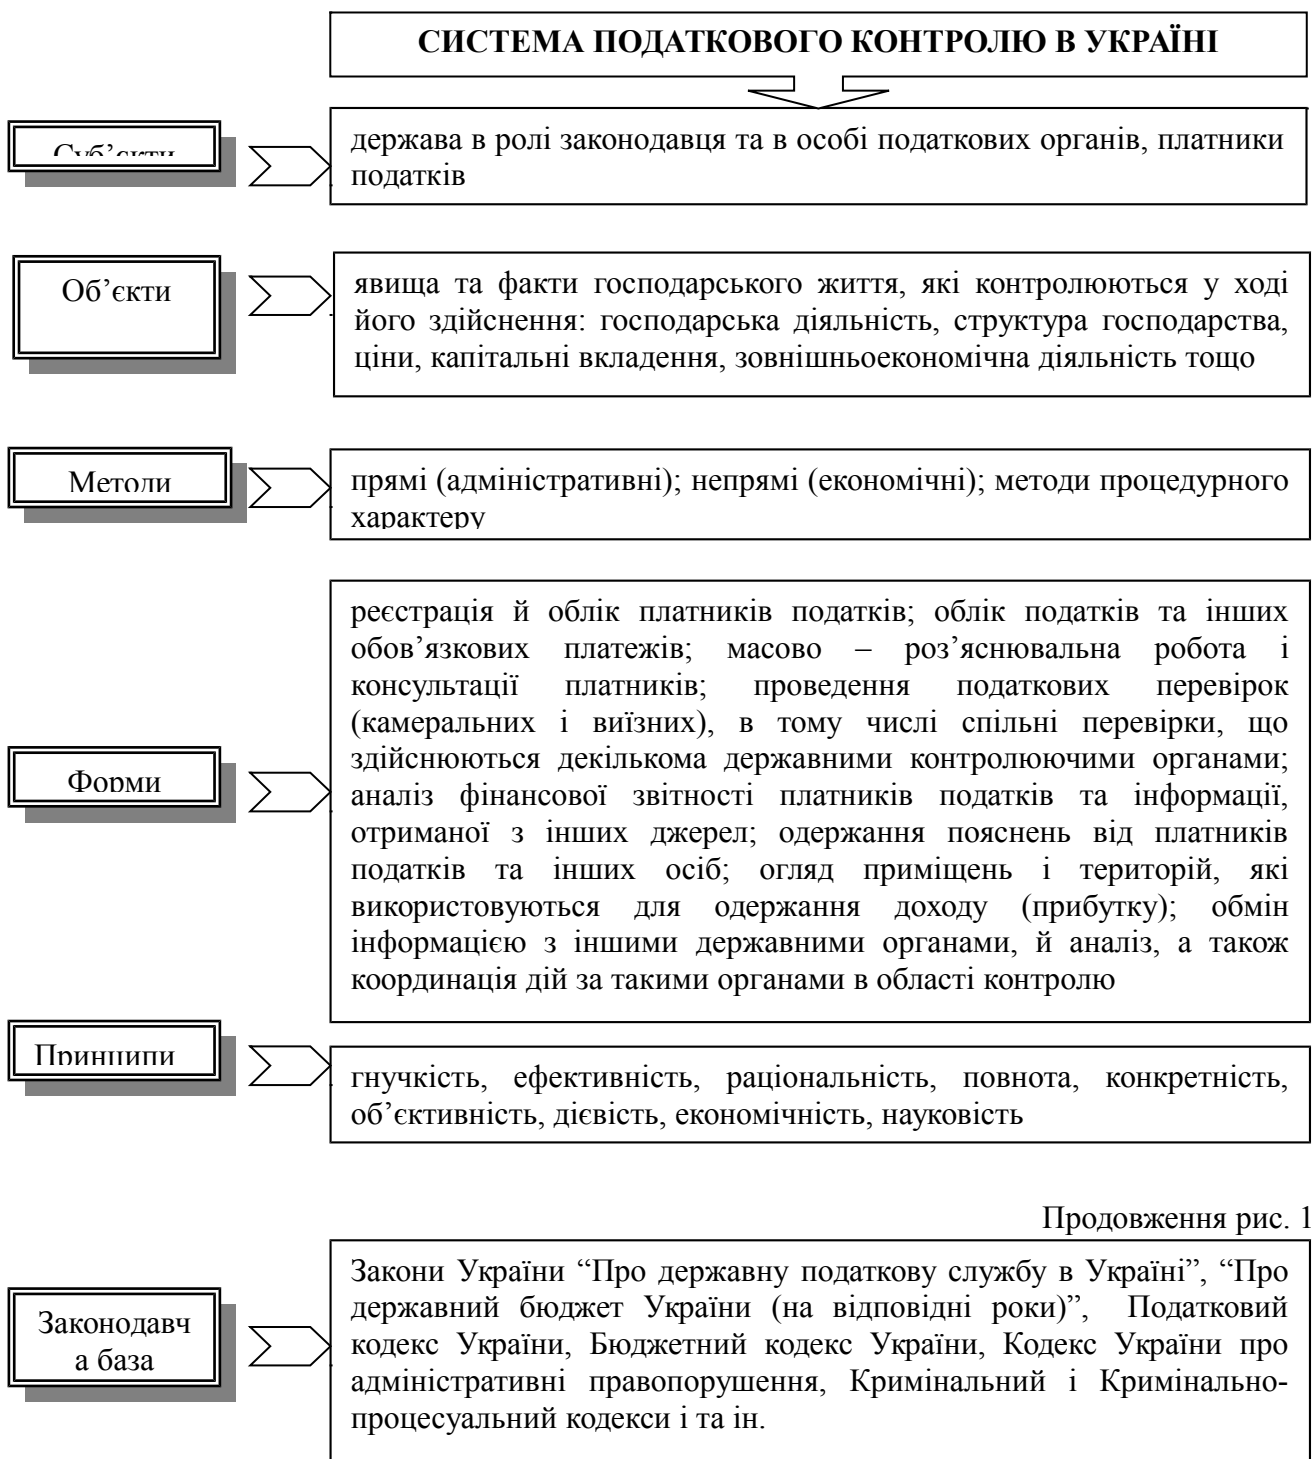 СИСТЕМА ПОДАТКОВОГО КОНТРОЛЮ В УКРАЇНІ
Суб’єкти
держава в ролі законодавця та в особі податкових органів, платники
податків
Об’єкти
явища та факти господарського життя, які контролюються у ході
його здійснення: господарська діяльність, структура господарства,
ціни, капітальні вкладення, зовнішньоекономічна діяльність тощо
Методи
прямі (адміністративні); непрямі (економічні); методи процедурного
характеру
Форми
реєстрація й облік платників податків; облік податків та інших
обов’язкових платежів; масово – роз’яснювальна робота і
консультації платників; проведення податкових перевірок
(камеральних і виїзних), в тому числі спільні перевірки, що
здійснюються декількома державними контролюючими органами;
аналіз фінансової звітності платників податків та інформації,
отриманої з інших джерел; одержання пояснень від платників
податків та інших осіб; огляд приміщень і територій, які
використовуються для одержання доходу (прибутку); обмін
інформацією з іншими державними органами, й аналіз, а також
координація дій за такими органами в області контролю
Принципи
гнучкість, ефективність, раціональність, повнота, конкретність,
об’єктивність, дієвість, економічність, науковість
Продовження рис. 1
Законодавч
а база
Закони України “Про державну податкову службу в Україні”, “Про
державний бюджет України (на відповідні роки)”, Податковий
кодекс України, Бюджетний кодекс України, Кодекс України про
адміністративні правопорушення, Кримінальний і Кримінально-
процесуальний кодекси і та ін.